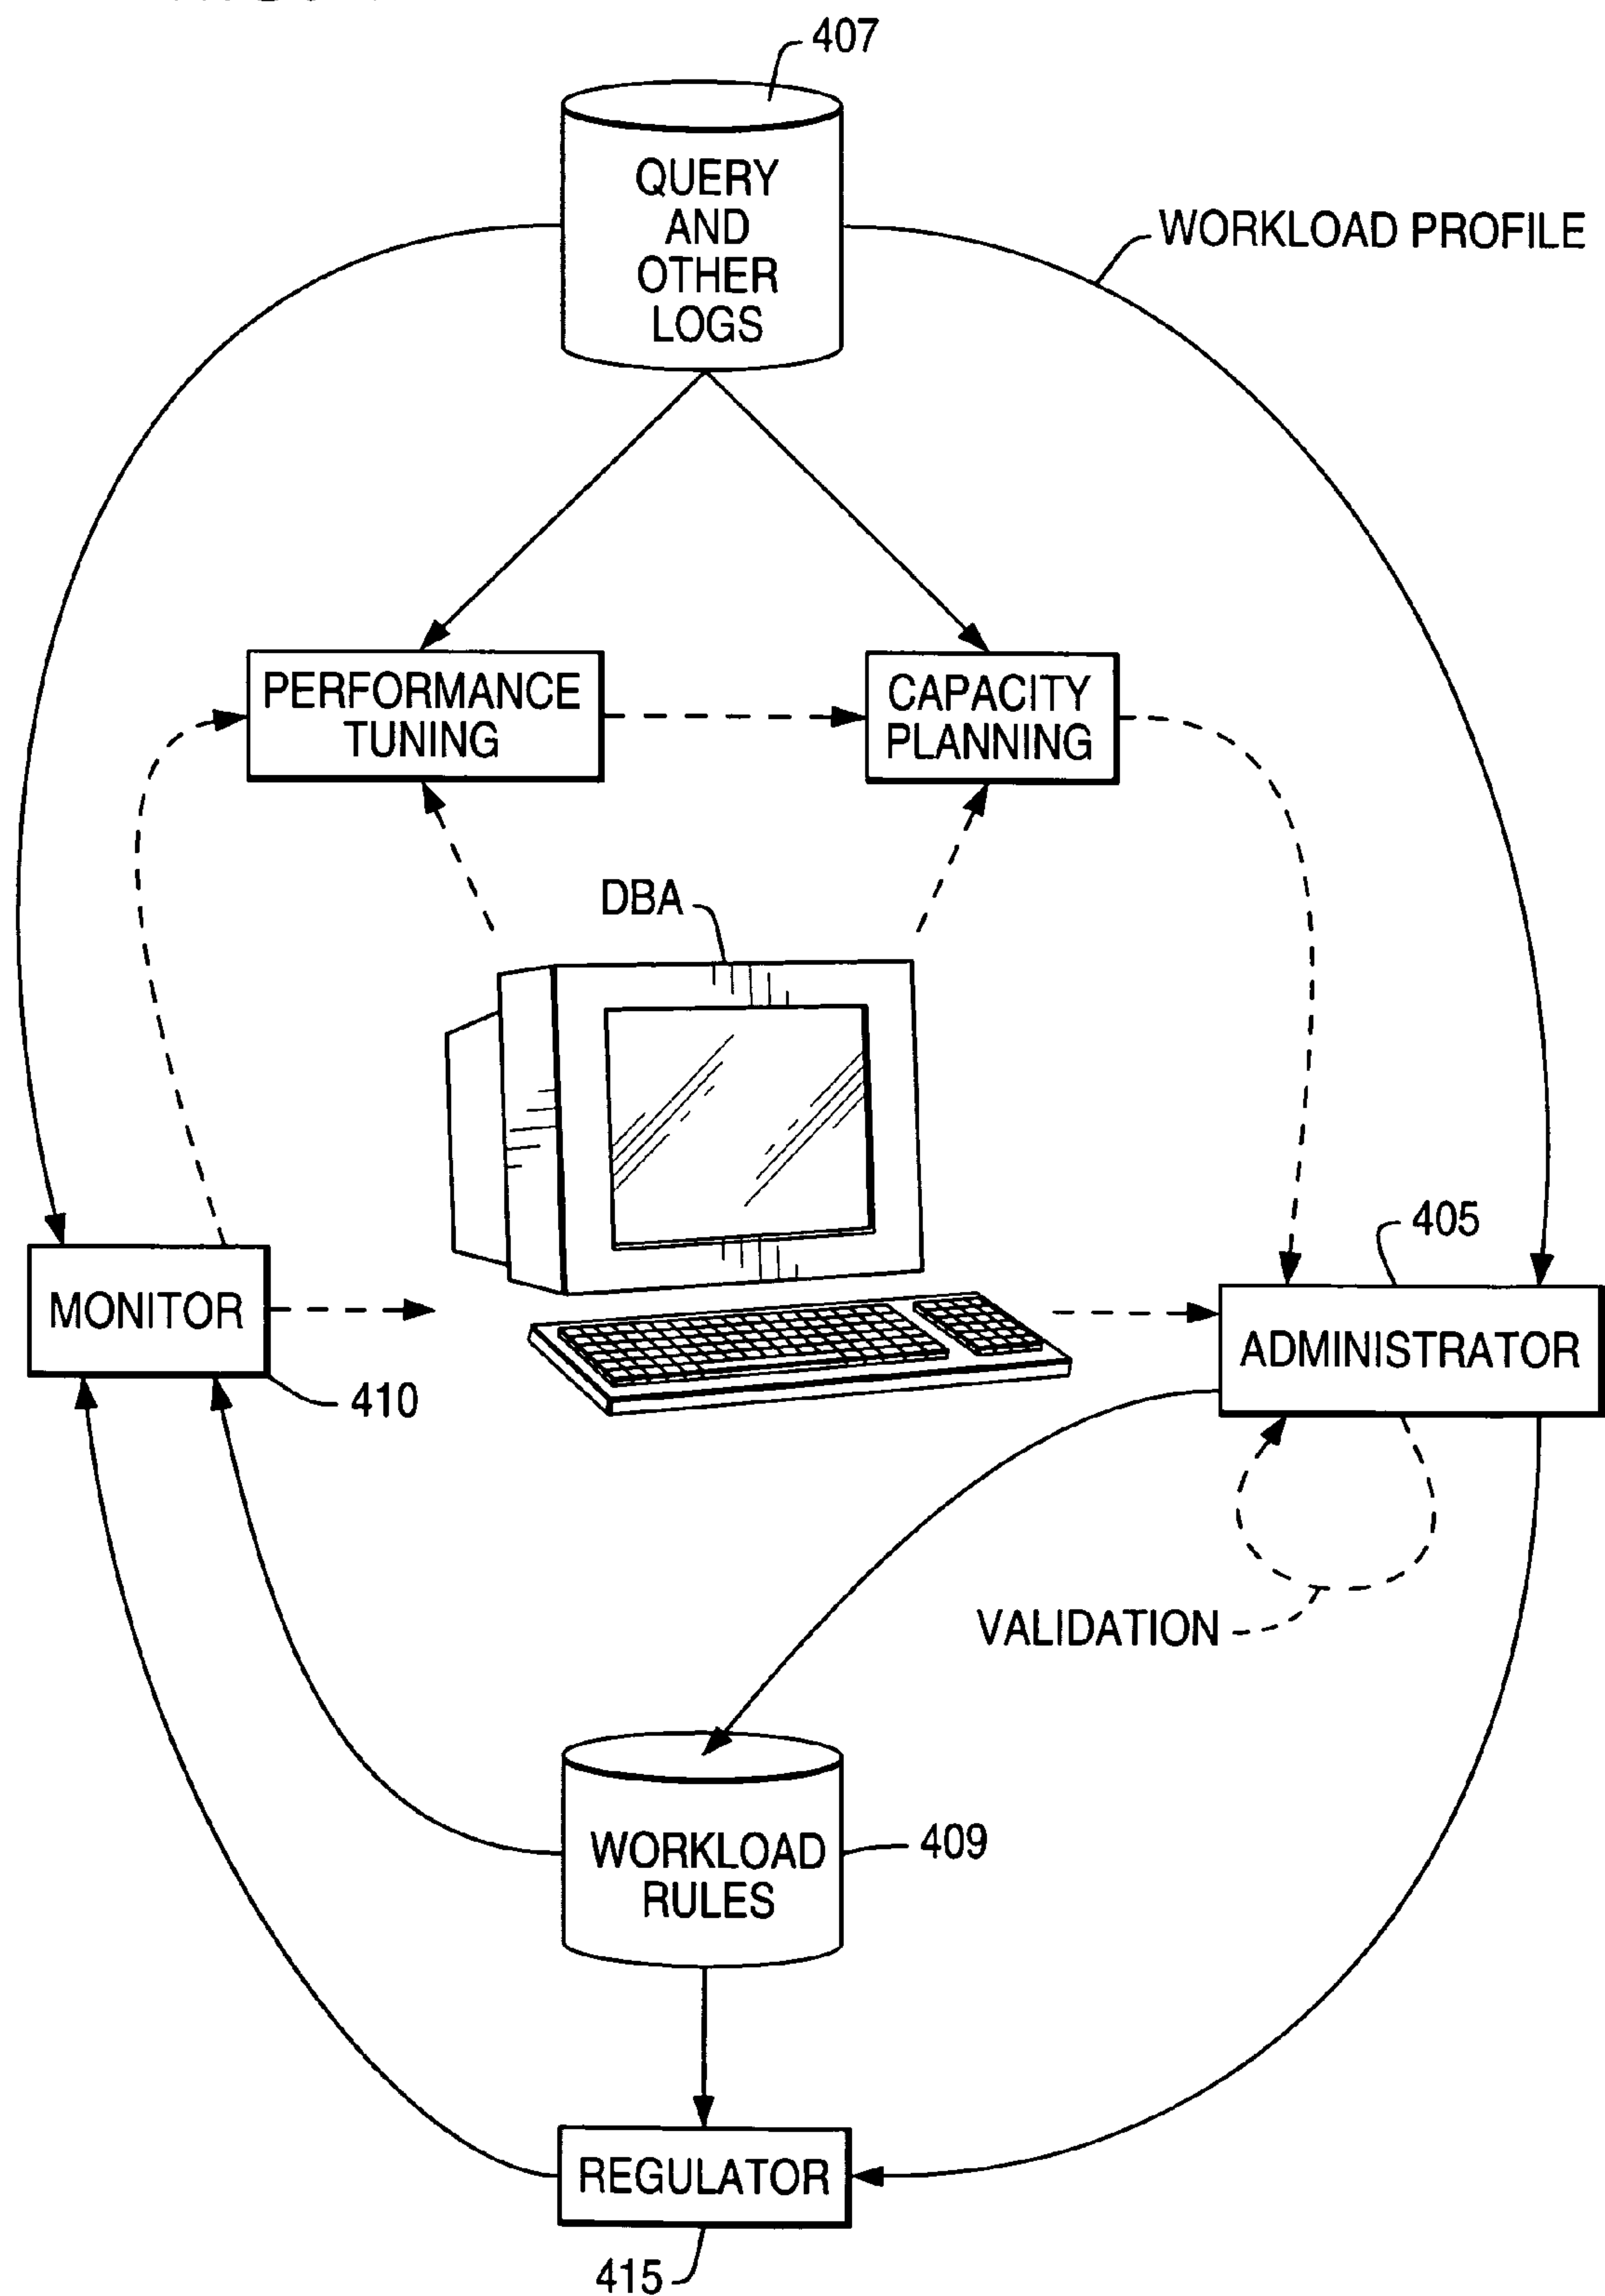 407
QUERY
AND
OTHER
LOGS
WORKLOAD PROFILE
PERFORMANCE
TUNING
CAPACITY
PLANNING
DBA
405
MONITOR
ADMINISTRATOR
410
VALIDATION
WORKLOAD
RULES
409
REGULATOR
415